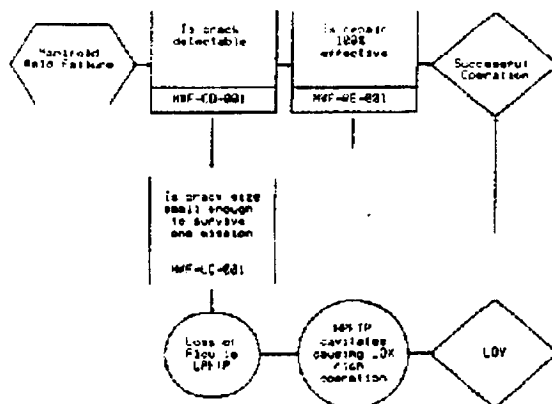 Manifold
Weld Failure
Is crack
detectable
MWF-CD-001
Is repair
100%
effective
MWF-RE-001
Successful
Operation
Is crack size
small enough
to survive
one mission
MWF-LC-001
Loss of
Flow to
LPFTP
HPFTP
cavitates
causing LOX
rich
operation
LOV